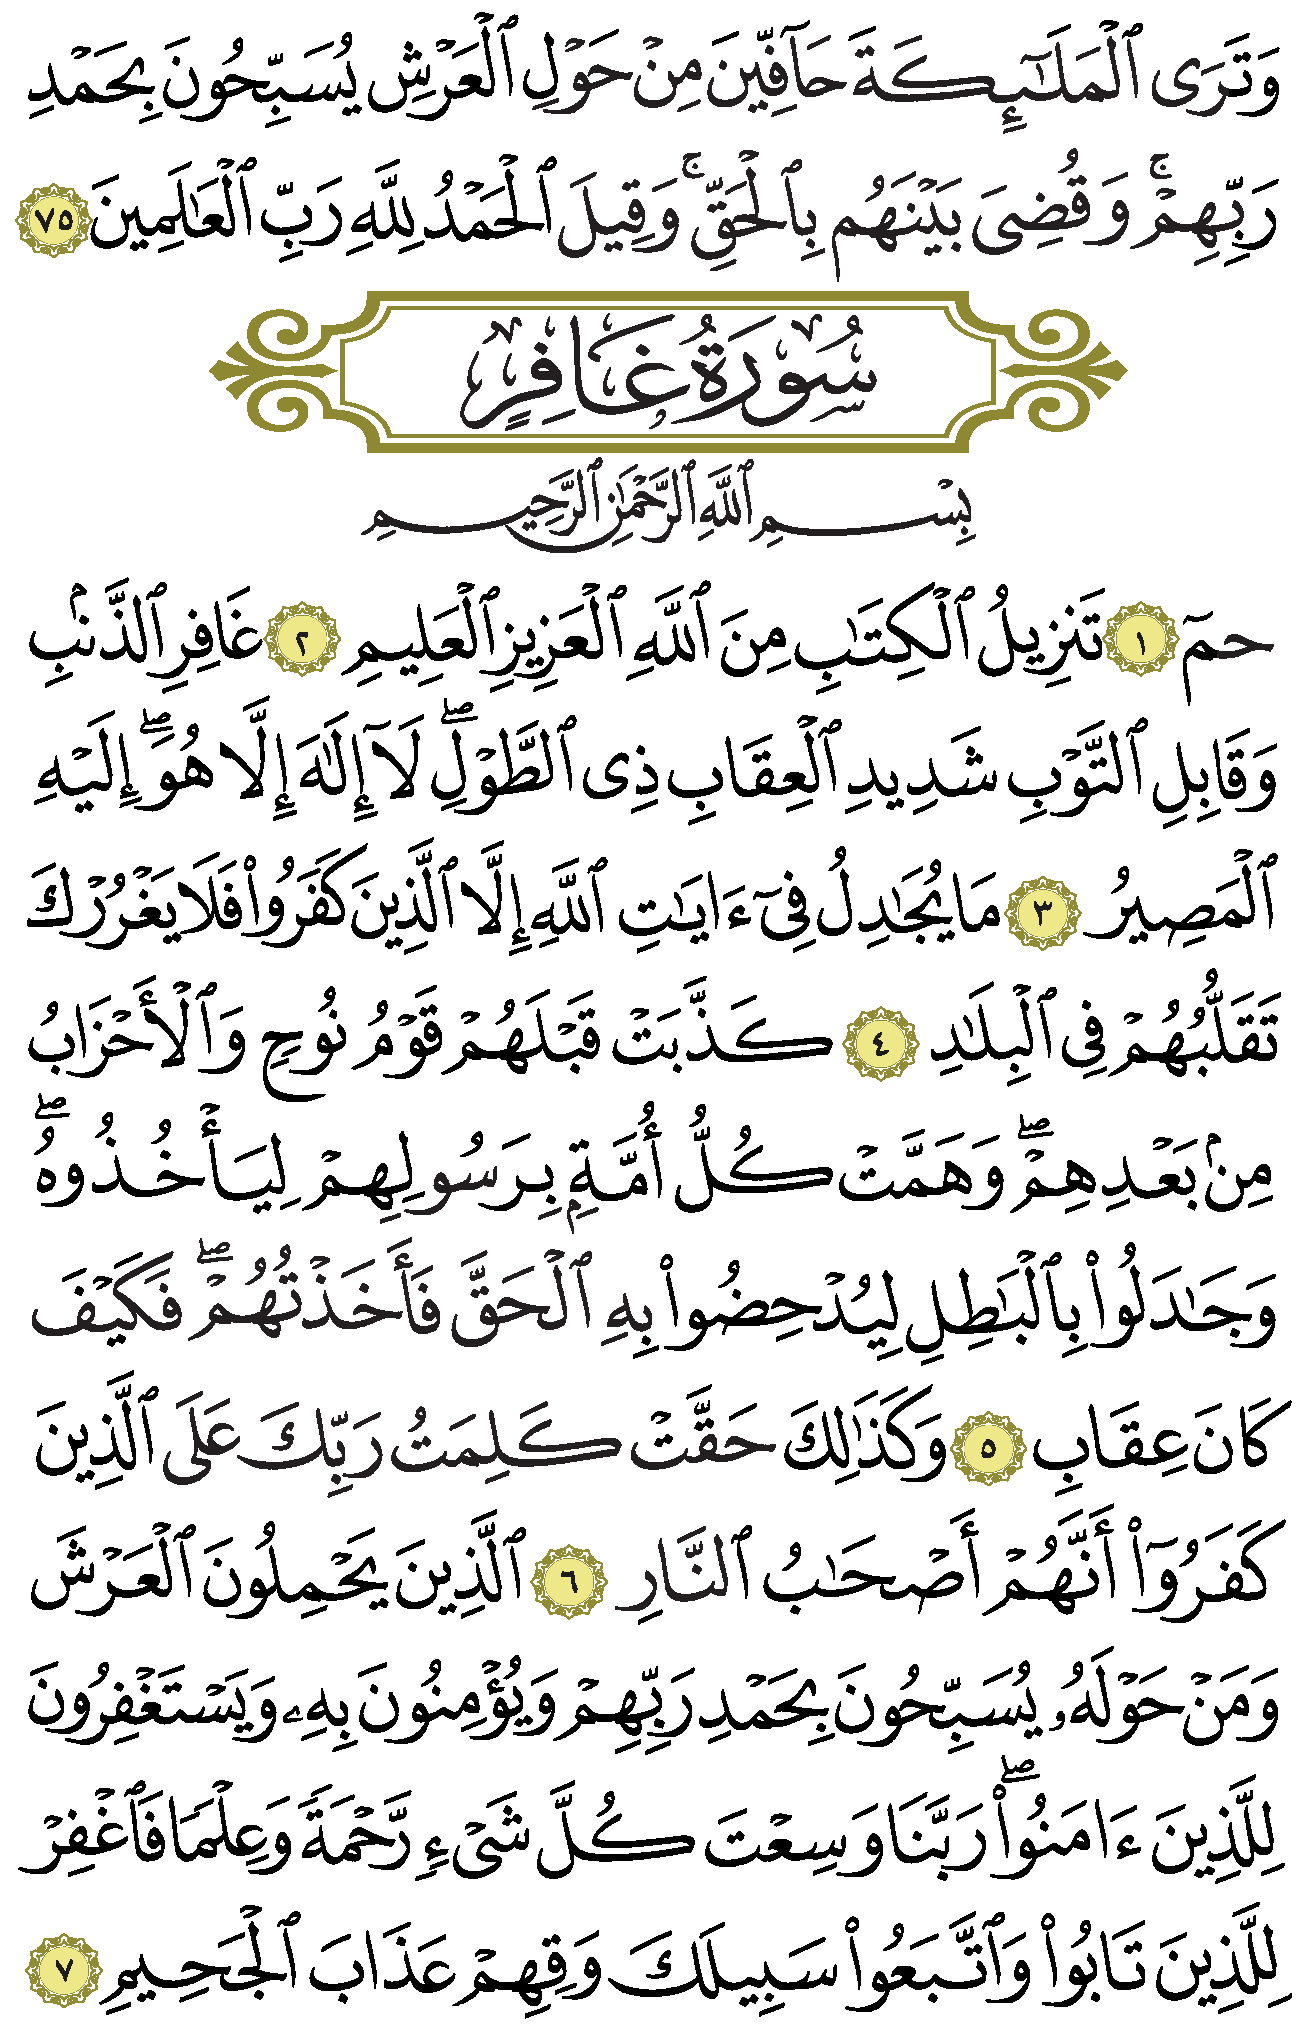 وَتَرَى ٱلْمَلَـٰٓئِكَةَ حَآفِّينَ مِنْ حَوْلِ ٱلْعَرْشِ يُسَبِّحُونَ بِحَمْدِ
رَبِّهِمْ ۚ وَقُضِىَ بَيْنَهُم بِٱلْحَقِّ ۚ وَقِيلَ ٱلْحَمْدُ لِلَّهِ رَبِّ ٱلْعَـٰلَمِينَ ٧٥
سُورَةُ غَافِرٍ
بِسْمِ ٱللَّهِ ٱلرَّحْمَـٰنِ ٱلرَّحِيمِ
حمٓ ١ تَنزِيلُ ٱلْكِتَـٰبِ مِنَ ٱللَّهِ ٱلْعَزِيزِ ٱلْعَلِيمِ ٢ غَافِرِ ٱلذَّنۢبِ
وَقَابِلِ ٱلتَّوْبِ شَدِيدِ ٱلْعِقَابِ ذِى ٱلطَّوْلِ ۖ لَآ إِلَـٰهَ إِلَّا هُوَ ۖ إِلَيْهِ
ٱلْمَصِيرُ ٣ مَا يُجَـٰدِلُ فِىٓ ءَايَـٰتِ ٱللَّهِ إِلَّا ٱلَّذِينَ كَفَرُوا۟ فَلَا يَغْرُرْكَ
تَقَلُّبُهُمْ فِى ٱلْبِلَـٰدِ ٤ كَذَّبَتْ قَبْلَهُمْ قَوْمُ نُوحٍ وَٱلْأَحْزَابُ
مِنۢ بَعْدِهِمْ ۖ وَهَمَّتْ كُلُّ أُمَّةٍۭ بِرَسُولِهِمْ لِيَأْخُذُوهُ ۖ
وَجَـٰدَلُوا۟ بِٱلْبَـٰطِلِ لِيُدْحِضُوا۟ بِهِ ٱلْحَقَّ فَأَخَذْتُهُمْ ۖ فَكَيْفَ
كَانَ عِقَابِ ٥ وَكَذَٰلِكَ حَقَّتْ كَلِمَتُ رَبِّكَ عَلَى ٱلَّذِينَ
كَفَرُوٓا۟ أَنَّهُمْ أَصْحَـٰبُ ٱلنَّارِ ٦ ٱلَّذِينَ يَحْمِلُونَ ٱلْعَرْشَ
وَمَنْ حَوْلَهُۥ يُسَبِّحُونَ بِحَمْدِ رَبِّهِمْ وَيُؤْمِنُونَ بِهِۦ وَيَسْتَغْفِرُونَ
لِلَّذِينَ ءَامَنُوا۟ ۖ رَبَّنَا وَسِعْتَ كُلَّ شَىْءٍ رَّحْمَةً وَعِلْمًا فَٱغْفِرْ
لِلَّذِينَ تَابُوا۟ وَٱتَّبَعُوا۟ سَبِيلَكَ وَقِهِمْ عَذَابَ ٱلْجَحِيمِ ٧